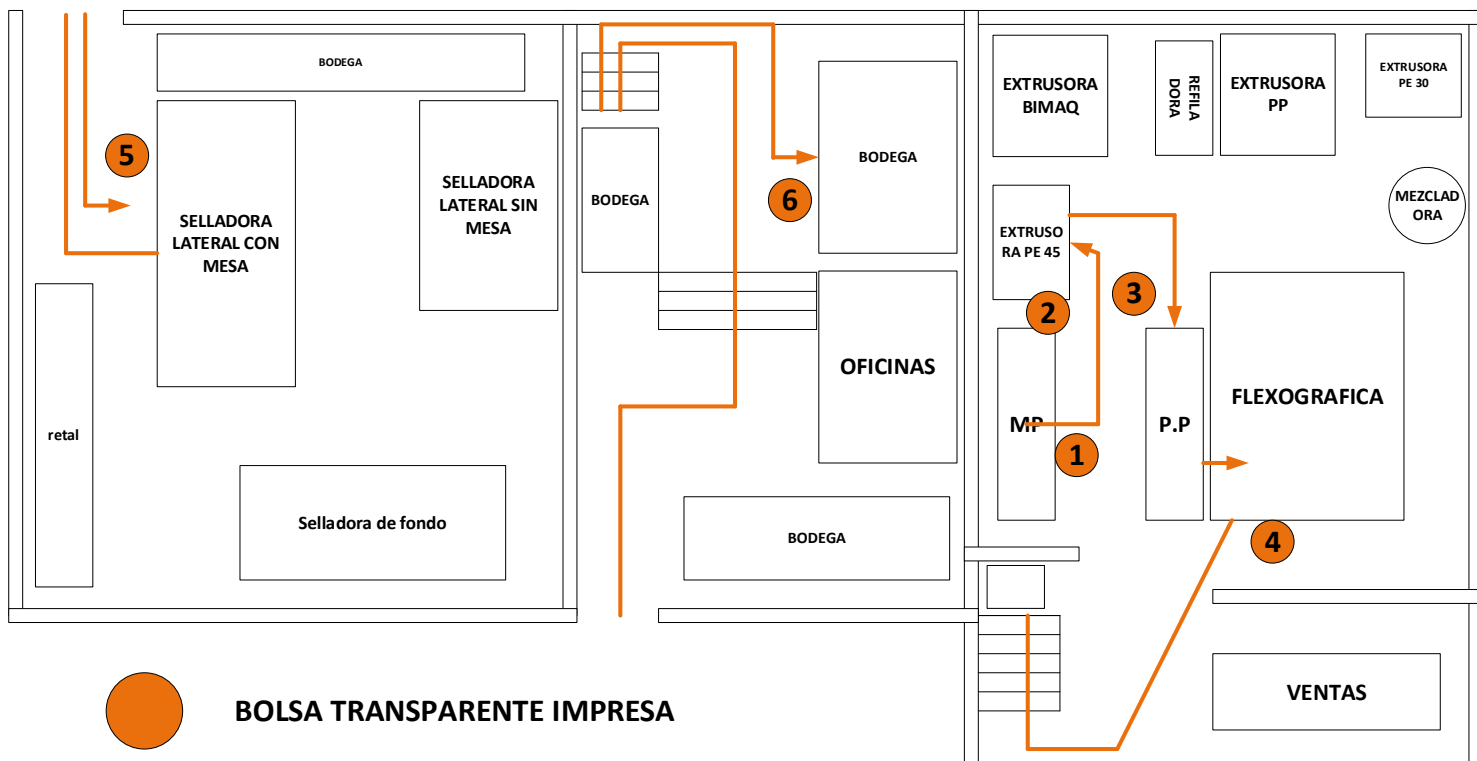 BODEGA
5
SELLADORA
LATERAL CON
MESA
SELLADORA
LATERAL SIN
MESA
retal
Selladora de fondo
BODEGA
6
BODEGA
OFICINAS
BODEGA
EXTRUSORA
BIMAQ
REFILA
DORA
EXTRUSORA
PP
EXTRUSORA
PE 30
MEZCLAD
ORA
EXTRUSO
RA PE 45
2
3
MP
1
P.P
FLEXOGRAFICA
4
VENTAS
BOLSA TRANSPARENTE IMPRESA